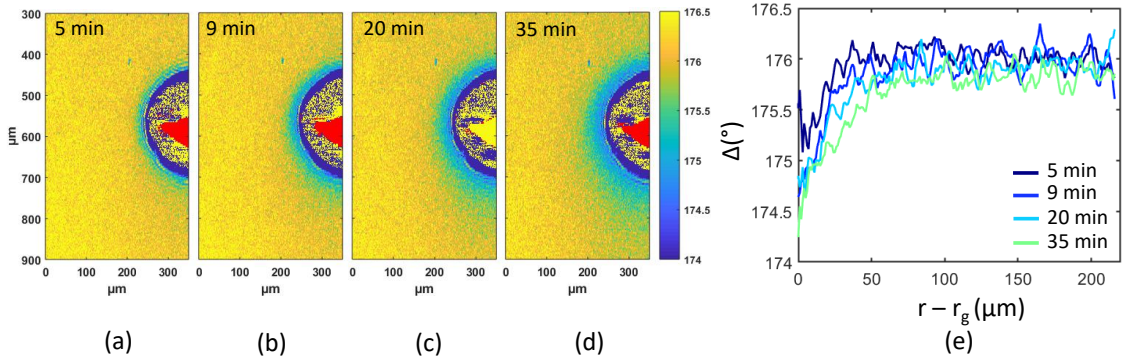 5 min
9 min
20 min
35 min
300
400
500
600
700
800
900
µm
0 100 200 300
µm
0 100 200 300
µm
0 100 200 300
µm
0 100 200 300
µm
176.5
176
175.5
175
174.5
174
(a)
(b)
(c)
(d)
176.5
176
175.5
175
174.5
174
Δ(°)
5 min
9 min
20 min
35 min
0 50 100 150 200
r – r_g (µm)
(e)